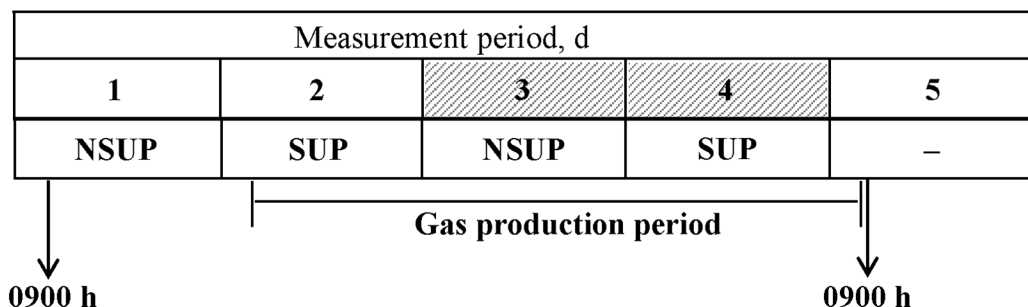 Measurement period, d
1 2 3 4 5
NSUP SUP NSUP SUP –
Gas production period
0900 h 0900 h